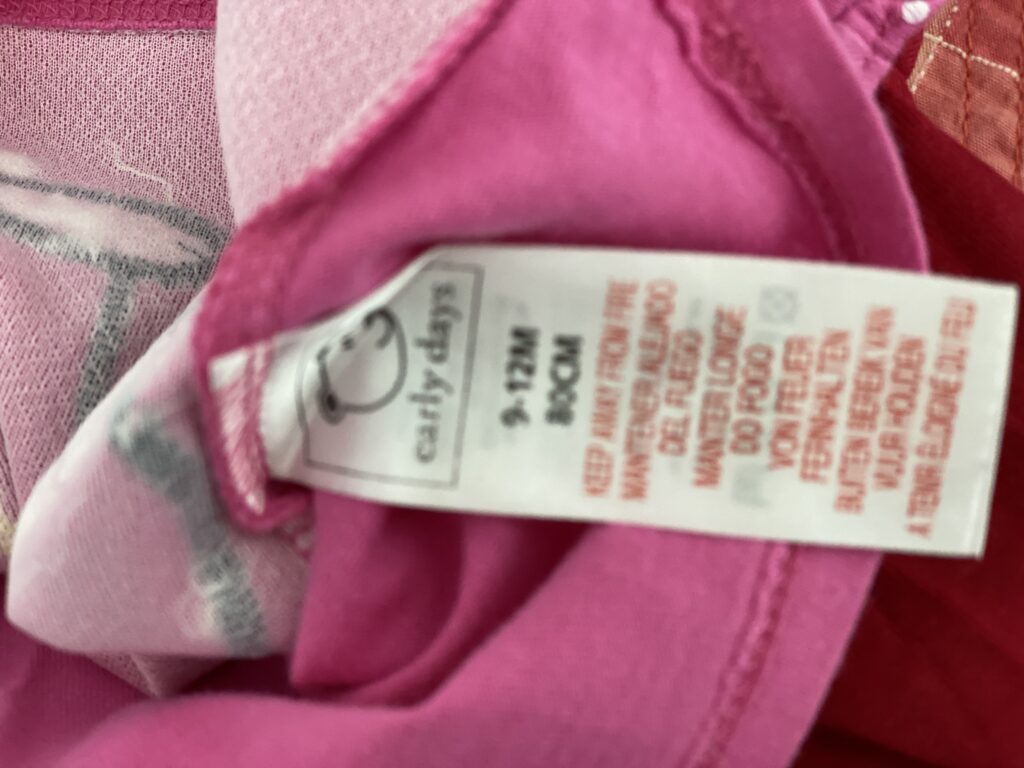 early days
9-12M
80CM
KEEP AWAY FROM FIRE
MANTENER ALEJADO
DEL FUEGO
MANTER LONGE
DO FOGO
VON FEUER
FERNHALTEN
BUITEN BEREIK VAN
VUUR HOUDEN
A TENIR ÉLOIGNÉ DU FEU